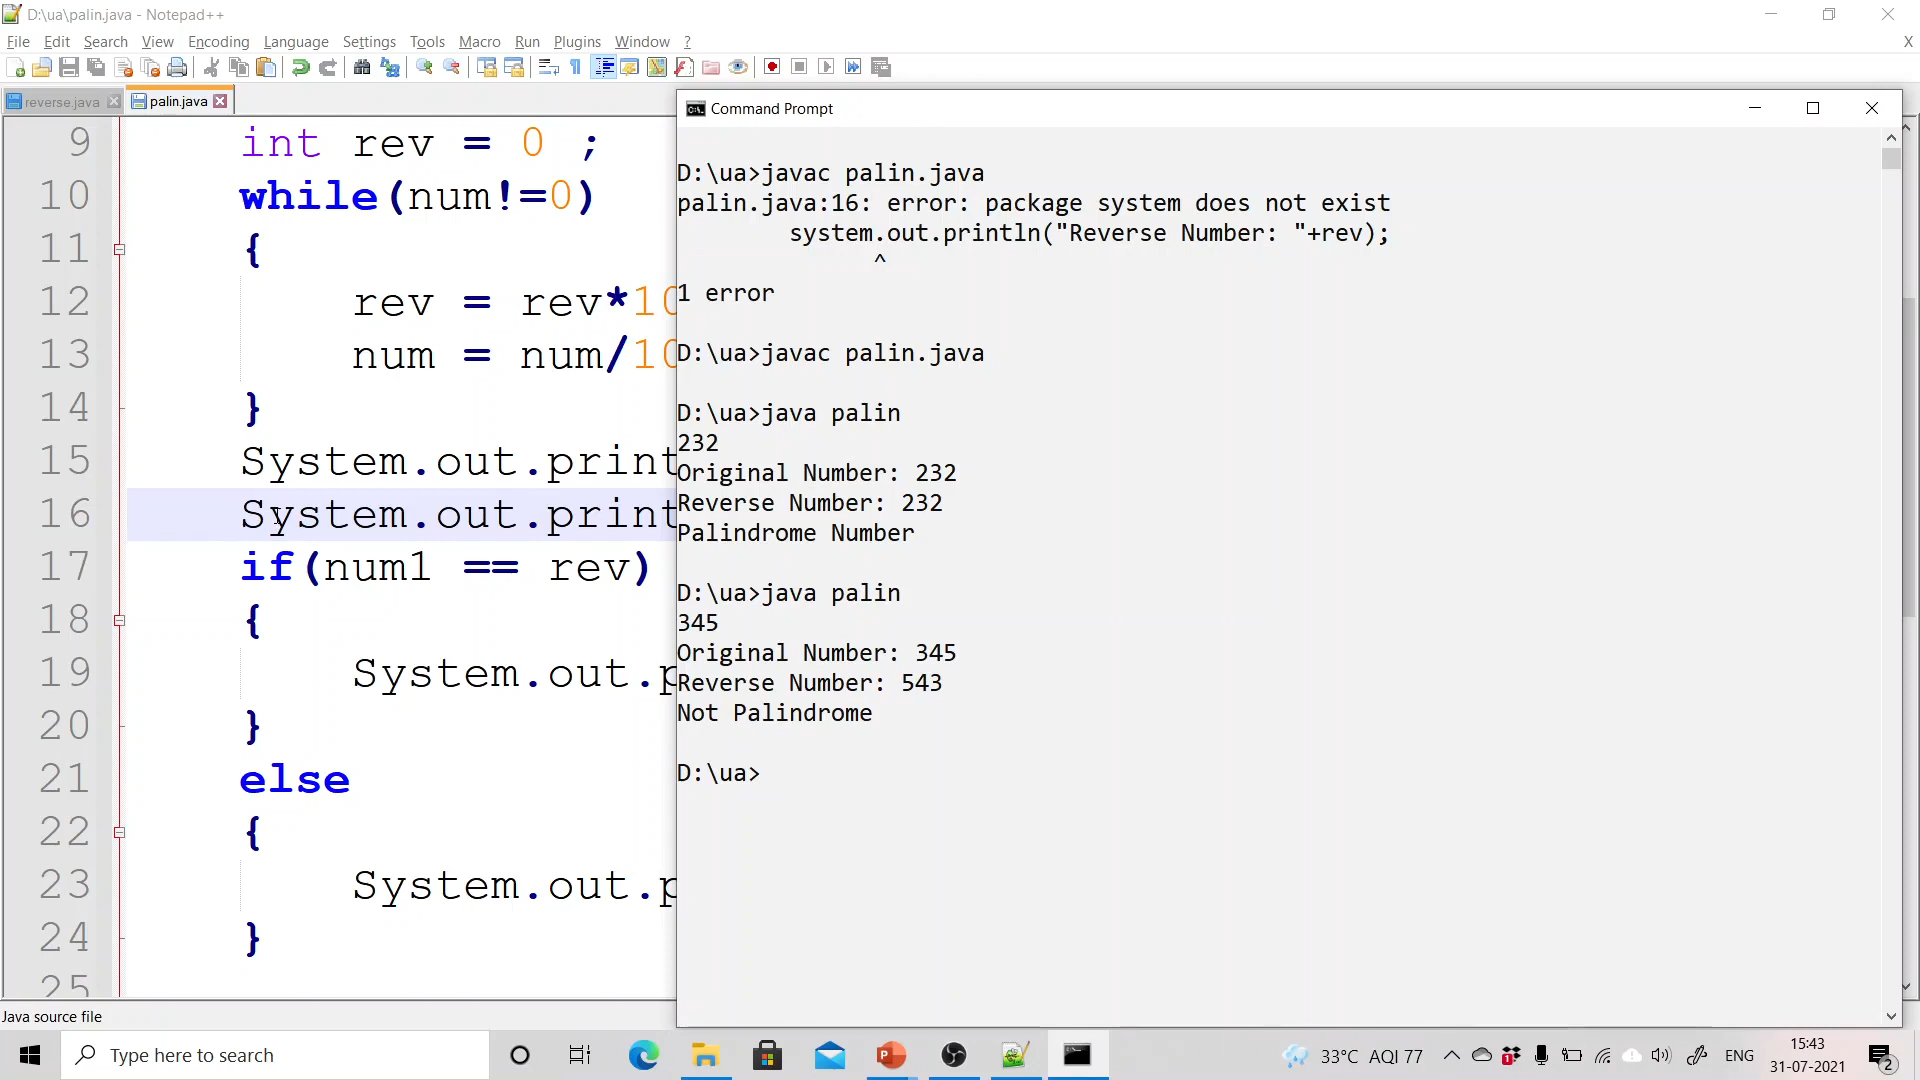 D:\ua\palin.java - Notepad++
File Edit Search View Encoding Language Settings Tools Macro Run Plugins Window ? X
reverse.java palin.java
9 int rev = 0 ;
10 while(num!=0)
11 {
12 rev = rev*10
13 num = num/10
14 }
15 System.out.print
16 System.out.print
17 if(num1 == rev)
18 {
19 System.out.p
20 }
21 else
22 {
23 System.out.p
24 }
25
Command Prompt
D:\ua>javac palin.java
palin.java:16: error: package system does not exist
system.out.println("Reverse Number: "+rev);
^
1 error
D:\ua>javac palin.java
D:\ua>java palin
232
Original Number: 232
Reverse Number: 232
Palindrome Number
D:\ua>java palin
345
Original Number: 345
Reverse Number: 543
Not Palindrome
D:\ua>
Java source file
Type here to search
33°C AQI 77
ENG
15:43
31-07-2021
2